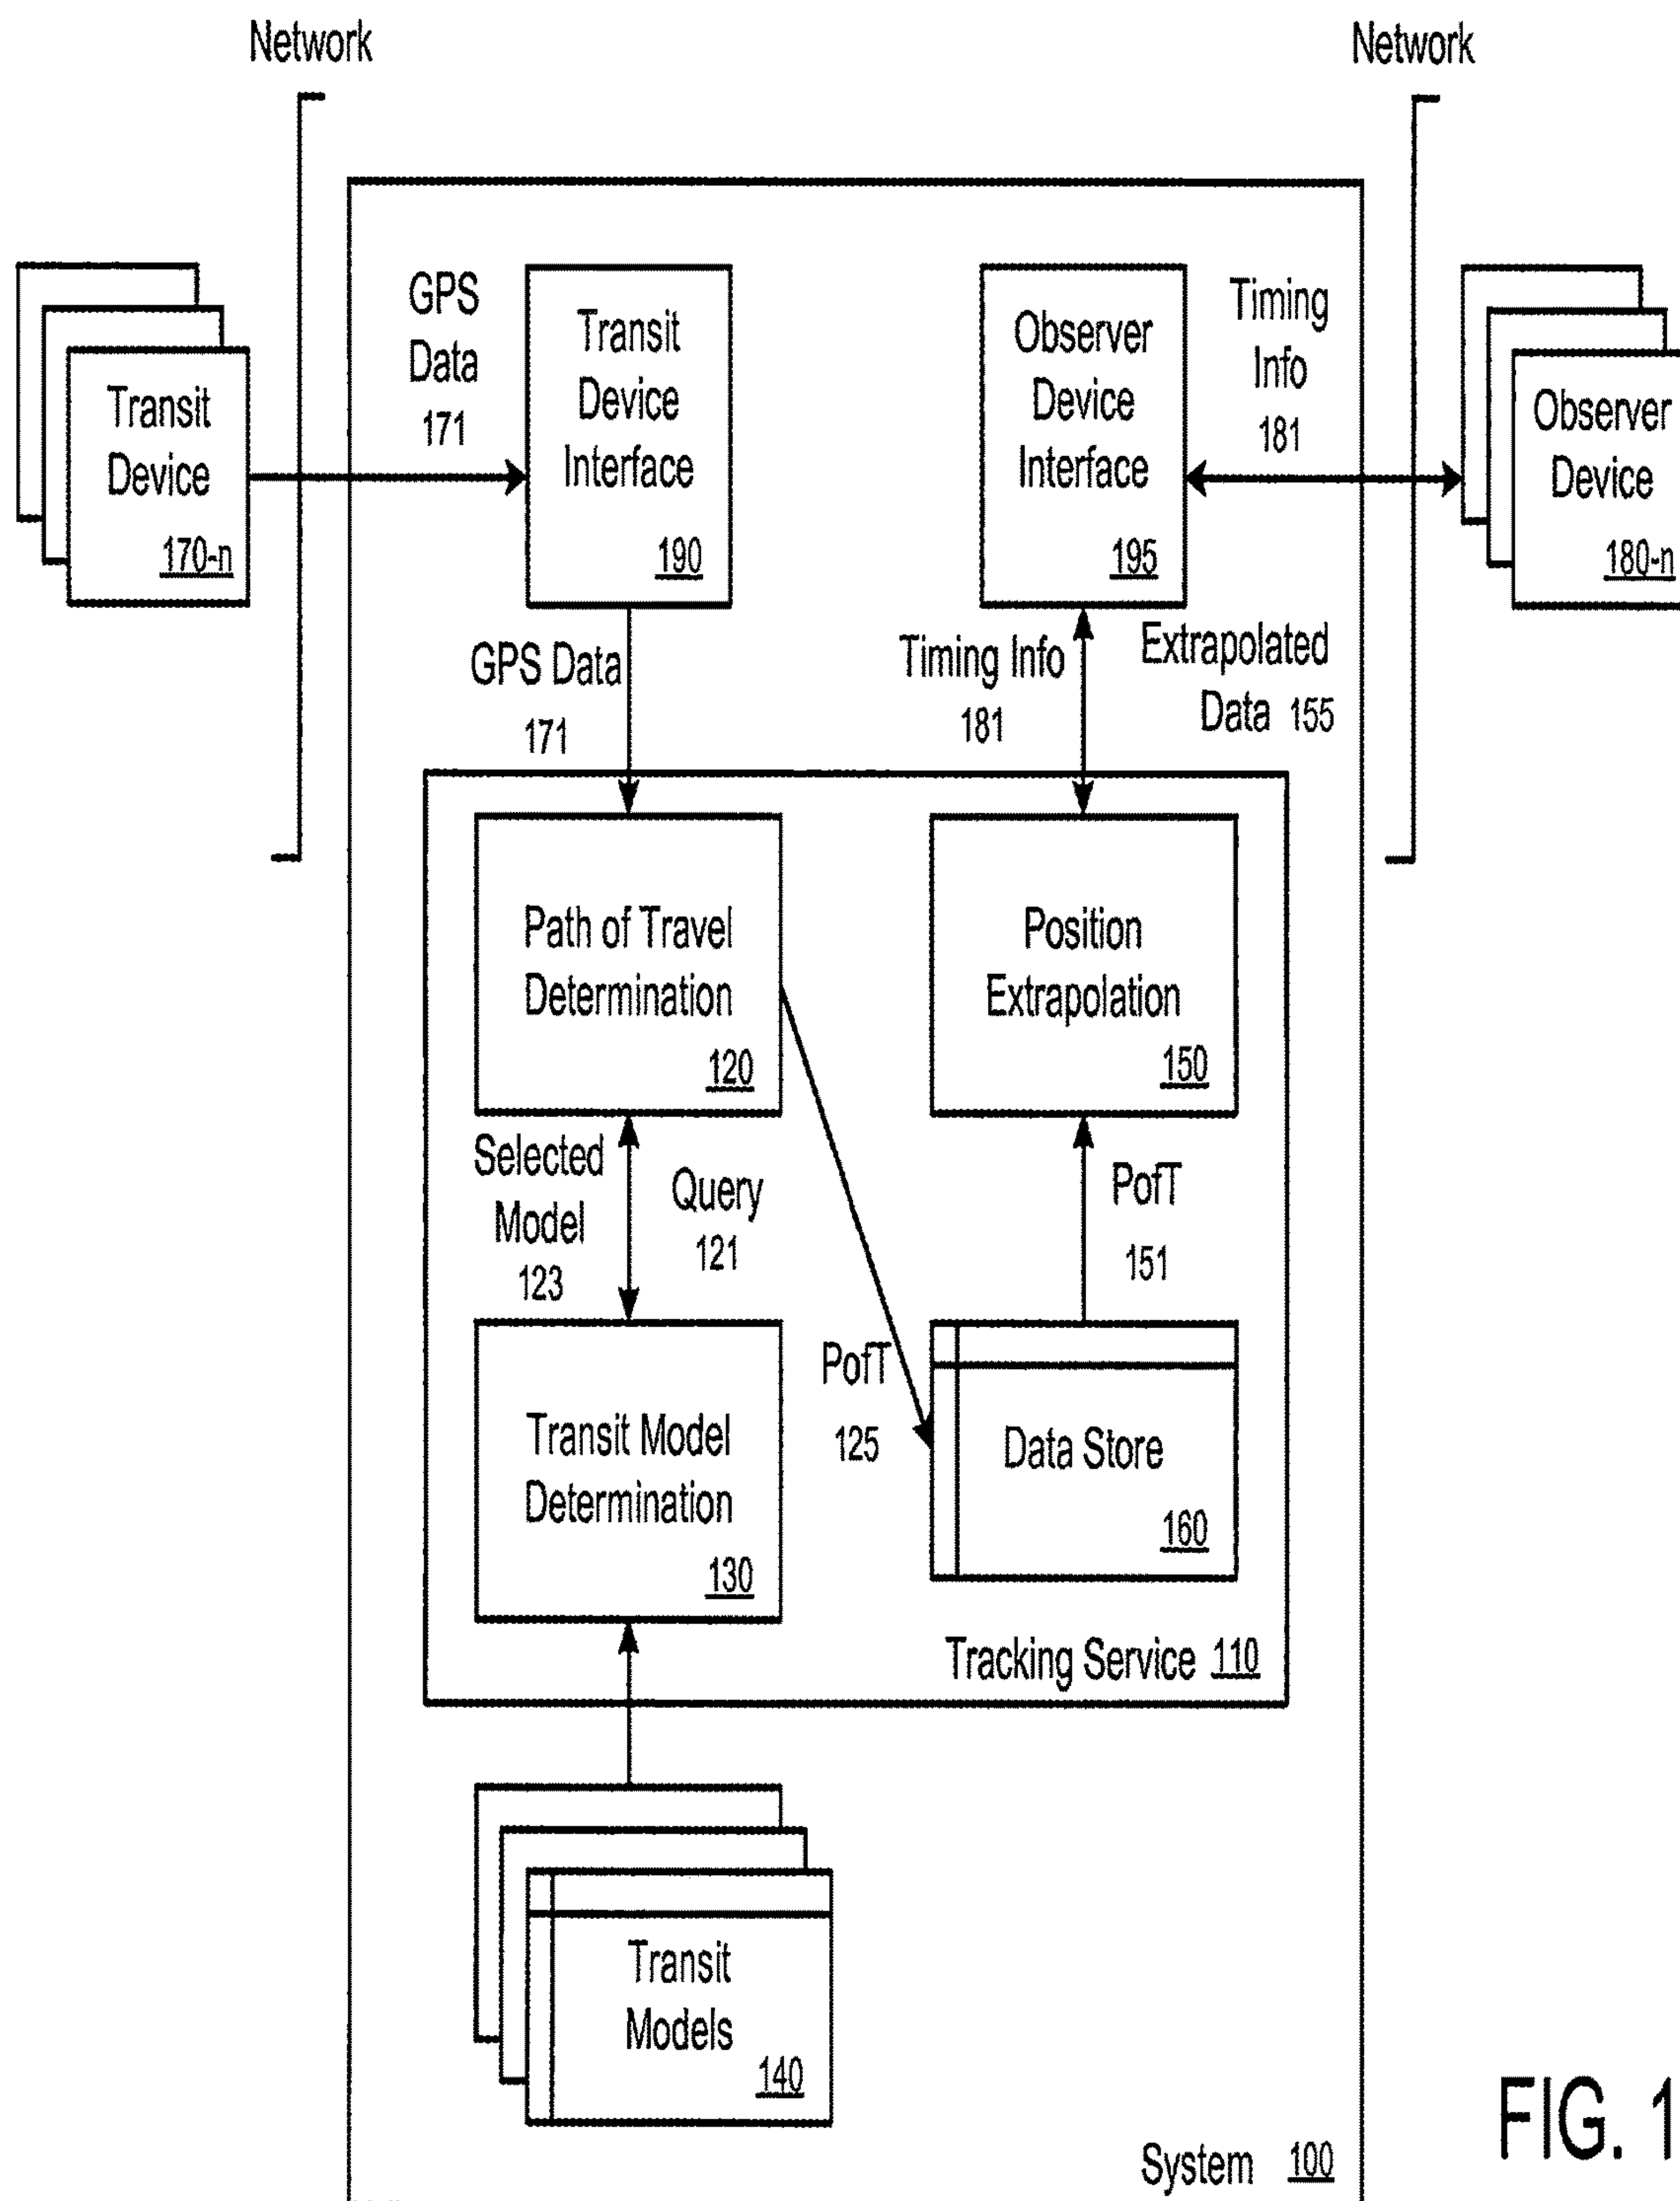 Network
Network
GPS
Data
171
Transit
Device
Interface
190
Observer
Device
Interface
195
Timing
Info
181
Transit
Device
170-n
Observer
Device
180-n
GPS Data
171
Timing Info
181
Extrapolated
Data 155
Path of Travel
Determination
120
Position
Extrapolation
150
Selected
Model
123
Query
121
PofT
151
PofT
125
Transit Model
Determination
130
Data Store
160
Tracking Service 110
Transit
Models
140
System 100
FIG. 1